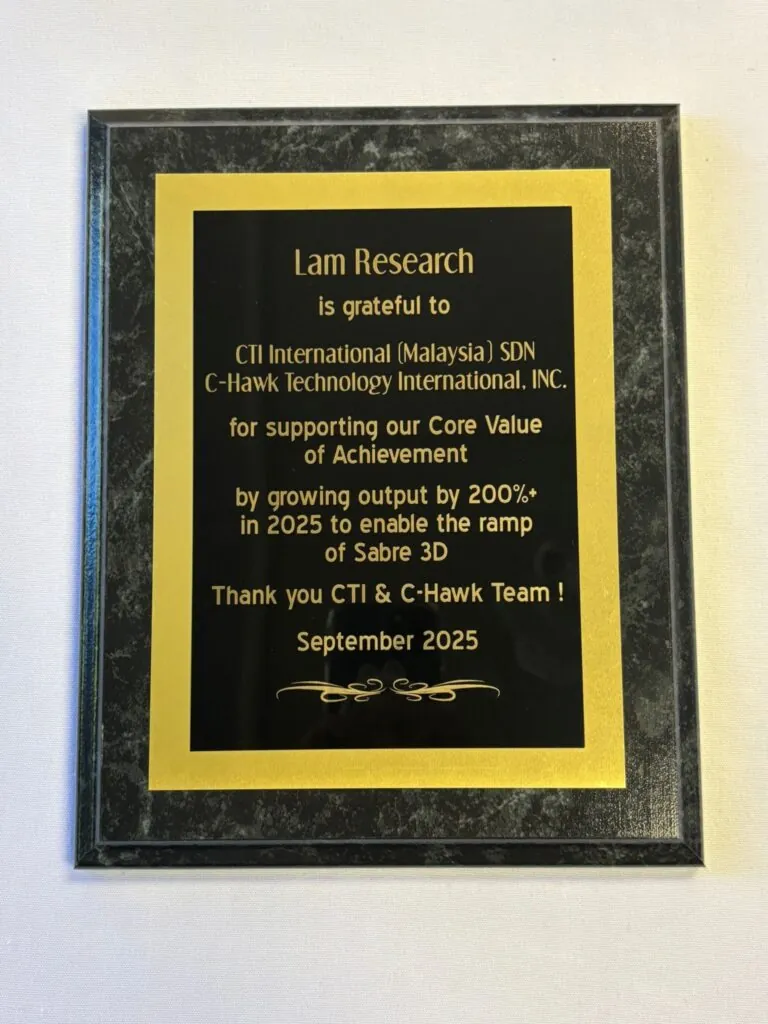 Lam Research
is grateful to
CTI International (Malaysia) SDN
C-Hawk Technology International, INC.
for supporting our Core Value
of Achievement
by growing output by 200%+
in 2025 to enable the ramp
of Sabre 3D
Thank you CTI & C-Hawk Team !
September 2025